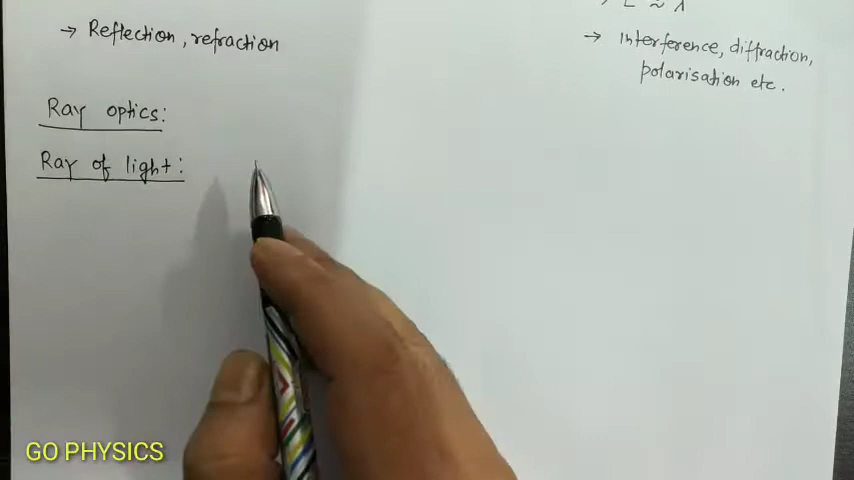 → Reflection, refraction
Ray optics:
Ray of light:
L ≈ λ
→ Interference, diffraction,
polarisation etc.
GO PHYSICS